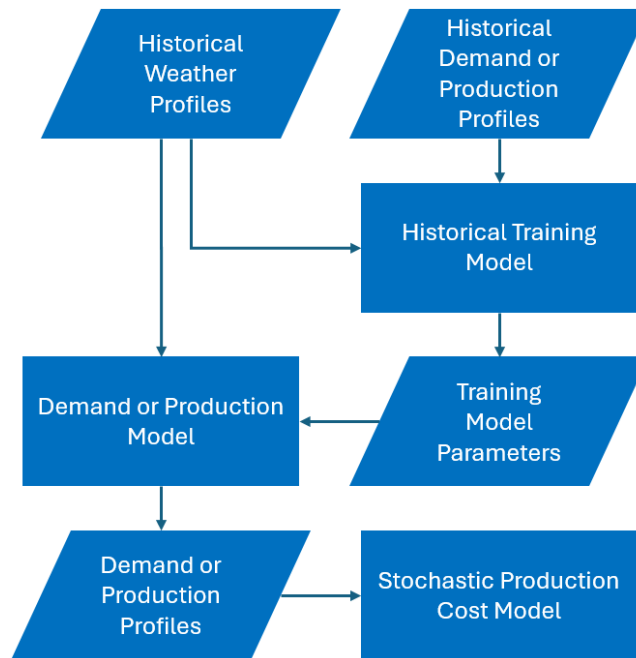 Historical
Weather
Profiles
Historical
Demand or
Production
Profiles
Historical Training
Model
Demand or Production
Model
Training
Model
Parameters
Demand or
Production
Profiles
Stochastic Production
Cost Model